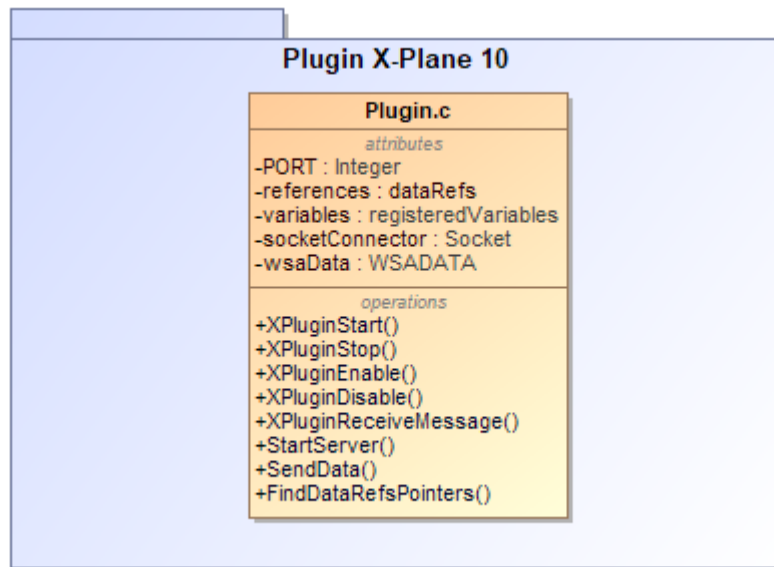 Plugin X-Plane 10
Plugin.c
attributes
-PORT : Integer
-references : dataRefs
-variables : registeredVariables
-socketConnector : Socket
-wsaData : WSADATA
operations
+XPluginStart()
+XPluginStop()
+XPluginEnable()
+XPluginDisable()
+XPluginReceiveMessage()
+StartServer()
+SendData()
+FindDataRefsPointers()